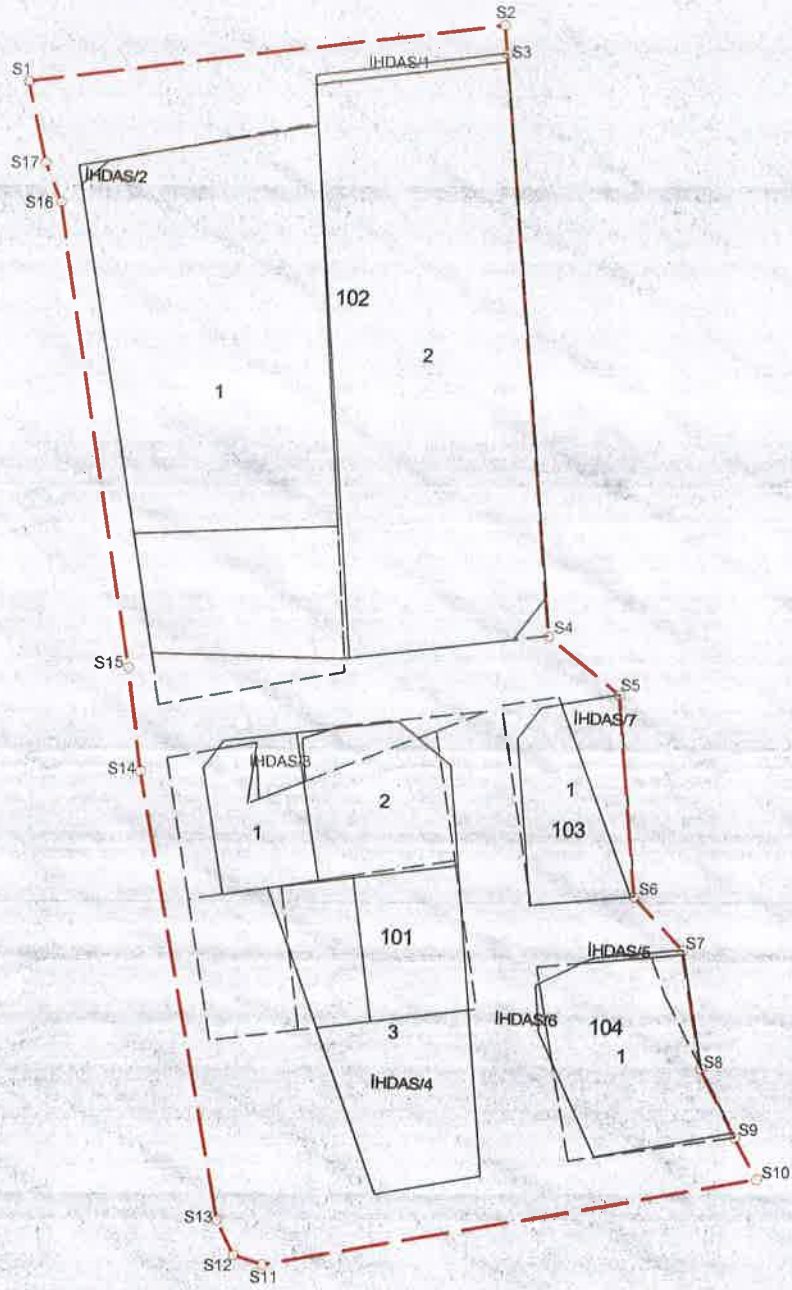 S2
S3
İHDAS/1
S1
S17
İHDAS/2
S16
102
2
1
S4
S15
S5
İHDAS/7
İHDAS/3
S14
1
2
1
103
S6
101
S7
İHDAS/5
İHDAS/6
104
3
1
S8
İHDAS/4
S9
S10
S13
S12
S11